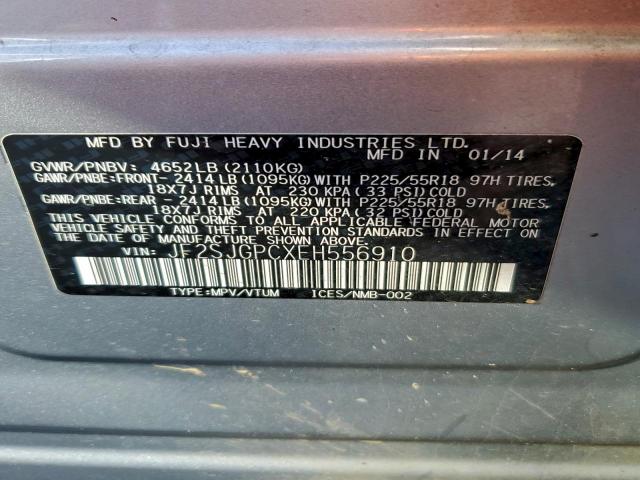 MFD BY FUJI HEAVY INDUSTRIES LTD.
MFD IN 01/14
GVWR/PNBV: 4652LB (2110KG)
GAWR/PNBE:FRONT- 2414 LB (1095KG) WITH P225/55R18 97H TIRES,
18X7J RIMS AT 230 KPA (33 PSI) COLD
GAWR/PNBE:REAR - 2414 LB (1095KG) WITH P225/55R18 97H TIRES,
18X7J RIMS AT 220 KPA (32 PSI) COLD
THIS VEHICLE CONFORMS TO ALL APPLICABLE FEDERAL MOTOR
VEHICLE SAFETY AND THEFT PREVENTION STANDARDS IN EFFECT ON
THE DATE OF MANUFACTURE SHOWN ABOVE.
VIN: JF2SJGPCXEH556910
TYPE:MPV/VTUM ICES/NMB-002